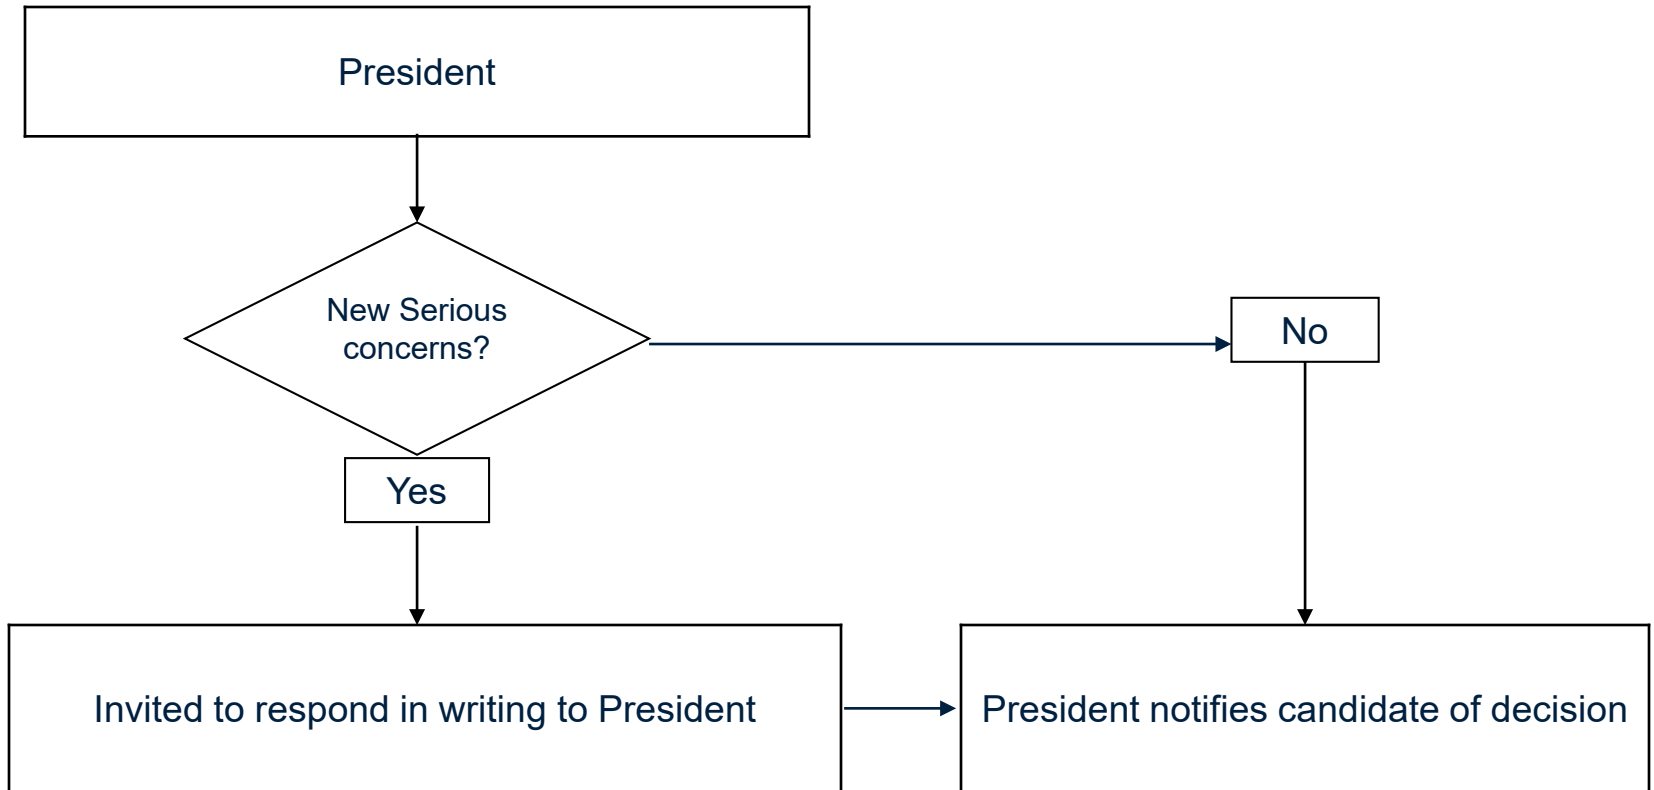 President
New Serious
concerns?
No
Yes
Invited to respond in writing to President
President notifies candidate of decision